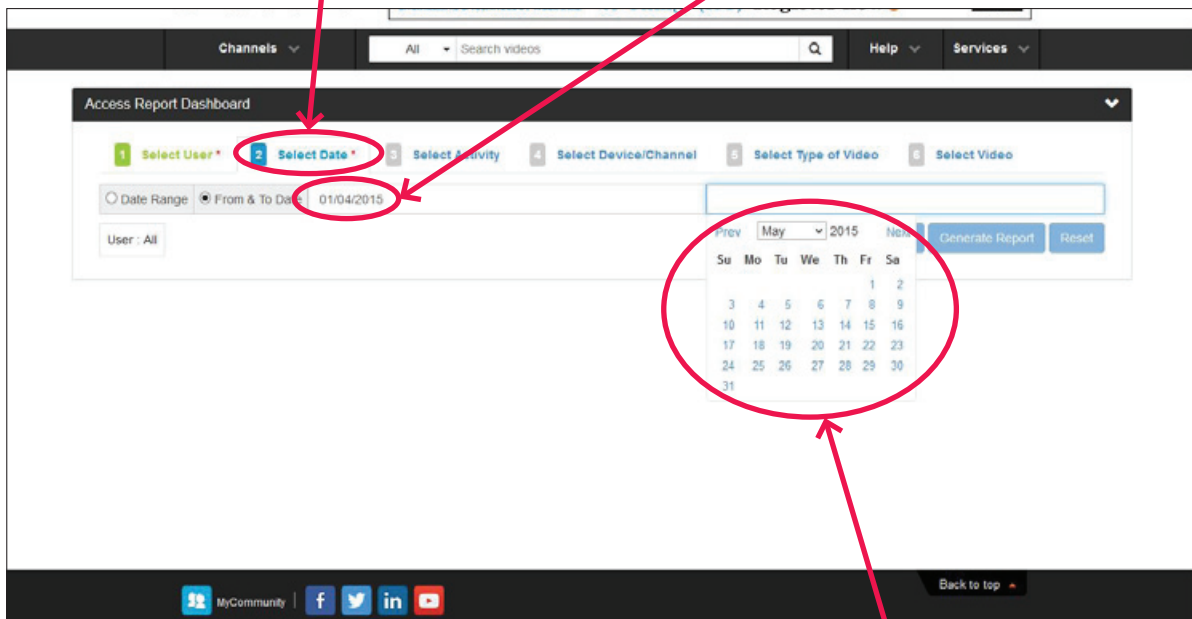 Channels All Search videos Help Services
Access Report Dashboard
1 Select User * 2 Select Date * 3 Select Activity 4 Select Device/Channel 5 Select Type of Video 6 Select Video
Date Range From & To Date 01/04/2015
User : All
Prev May 2015 Next Generate Report Reset
Su Mo Tu We Th Fr Sa
1 2
3 4 5 6 7 8 9
10 11 12 13 14 15 16
17 18 19 20 21 22 23
24 25 26 27 28 29 30
31
Back to top
MyCommunity | f in